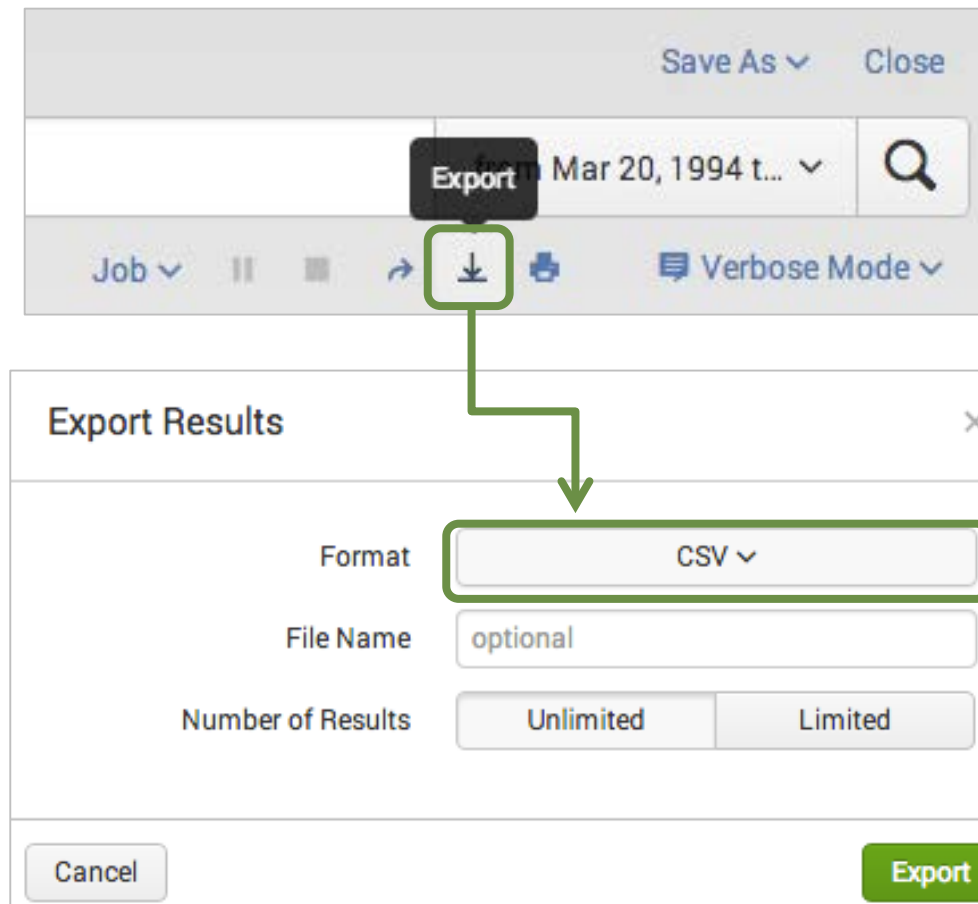 Save As Close
Export from Mar 20, 1994 t...
Job Verbose Mode
Export Results
Format CSV
File Name optional
Number of Results Unlimited Limited
Cancel Export